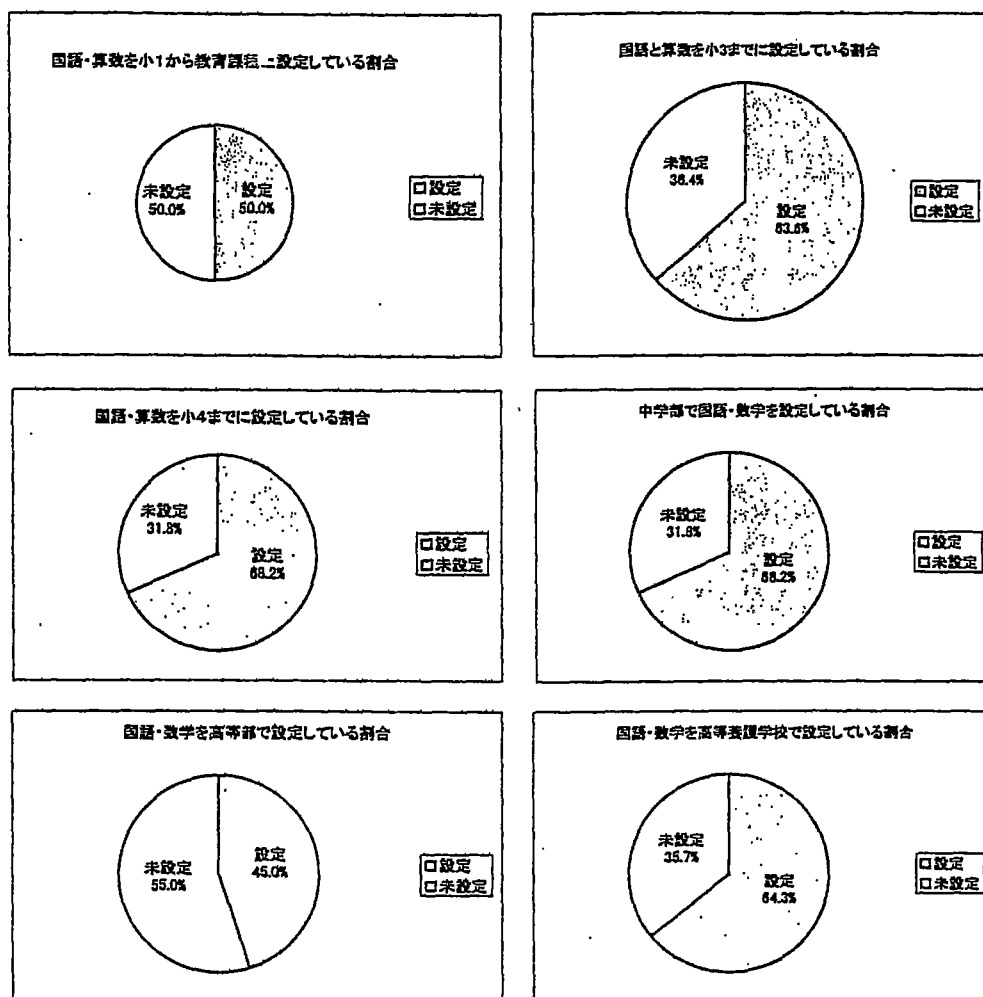 国語・算数を小1から教育課程上設定している割合
未設定
50.0%
設定
50.0%
設定
未設定
国語と算数を小3までに設定している割合
未設定
36.4%
設定
63.6%
設定
未設定
国語・算数を小4までに設定している割合
未設定
31.8%
設定
68.2%
設定
未設定
中学部で国語・数学を設定している割合
未設定
31.8%
設定
68.2%
設定
未設定
国語・数学を高等部で設定している割合
未設定
55.0%
設定
45.0%
設定
未設定
国語・数学を高等養護学校で設定している割合
未設定
35.7%
設定
64.3%
設定
未設定